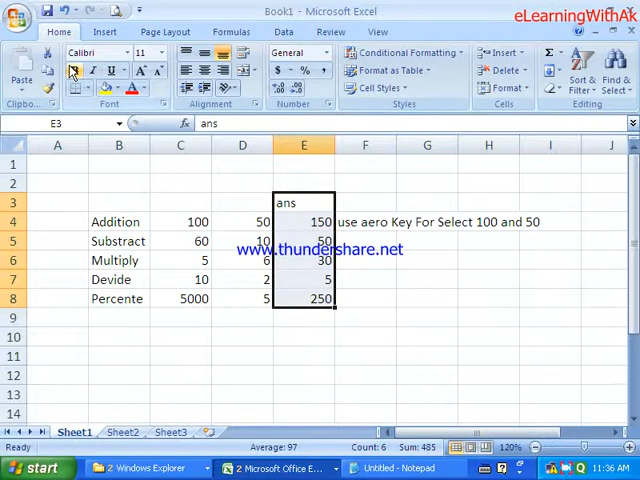 Book1 - Microsoft Excel
eLearningWithAk
Home Insert Page Layout Formulas Data Review View
Calibri 11 General Conditional Formatting Insert Σ
Paste B I U A A $ % , Format as Table Delete Sort & Filter Find & Select
Cell Styles Format
Clipboa... Font Alignment Number Styles Cells Editing
E3 fx ans
A B C D E F G H I J
1
2
3 ans
4 Addition 100 50 150 use aero Key For Select 100 and 50
5 Substract 60 10 50
www.thundershare.net
6 Multiply 5 6 30
7 Devide 10 2 5
8 Percente 5000 5 250
9
10
11
12
13
14
Sheet1 Sheet2 Sheet3
Ready Average: 97 Count: 6 Sum: 485 120%
start 2 Windows Explorer 2 Microsoft Office E... Untitled - Notepad 11:36 AM